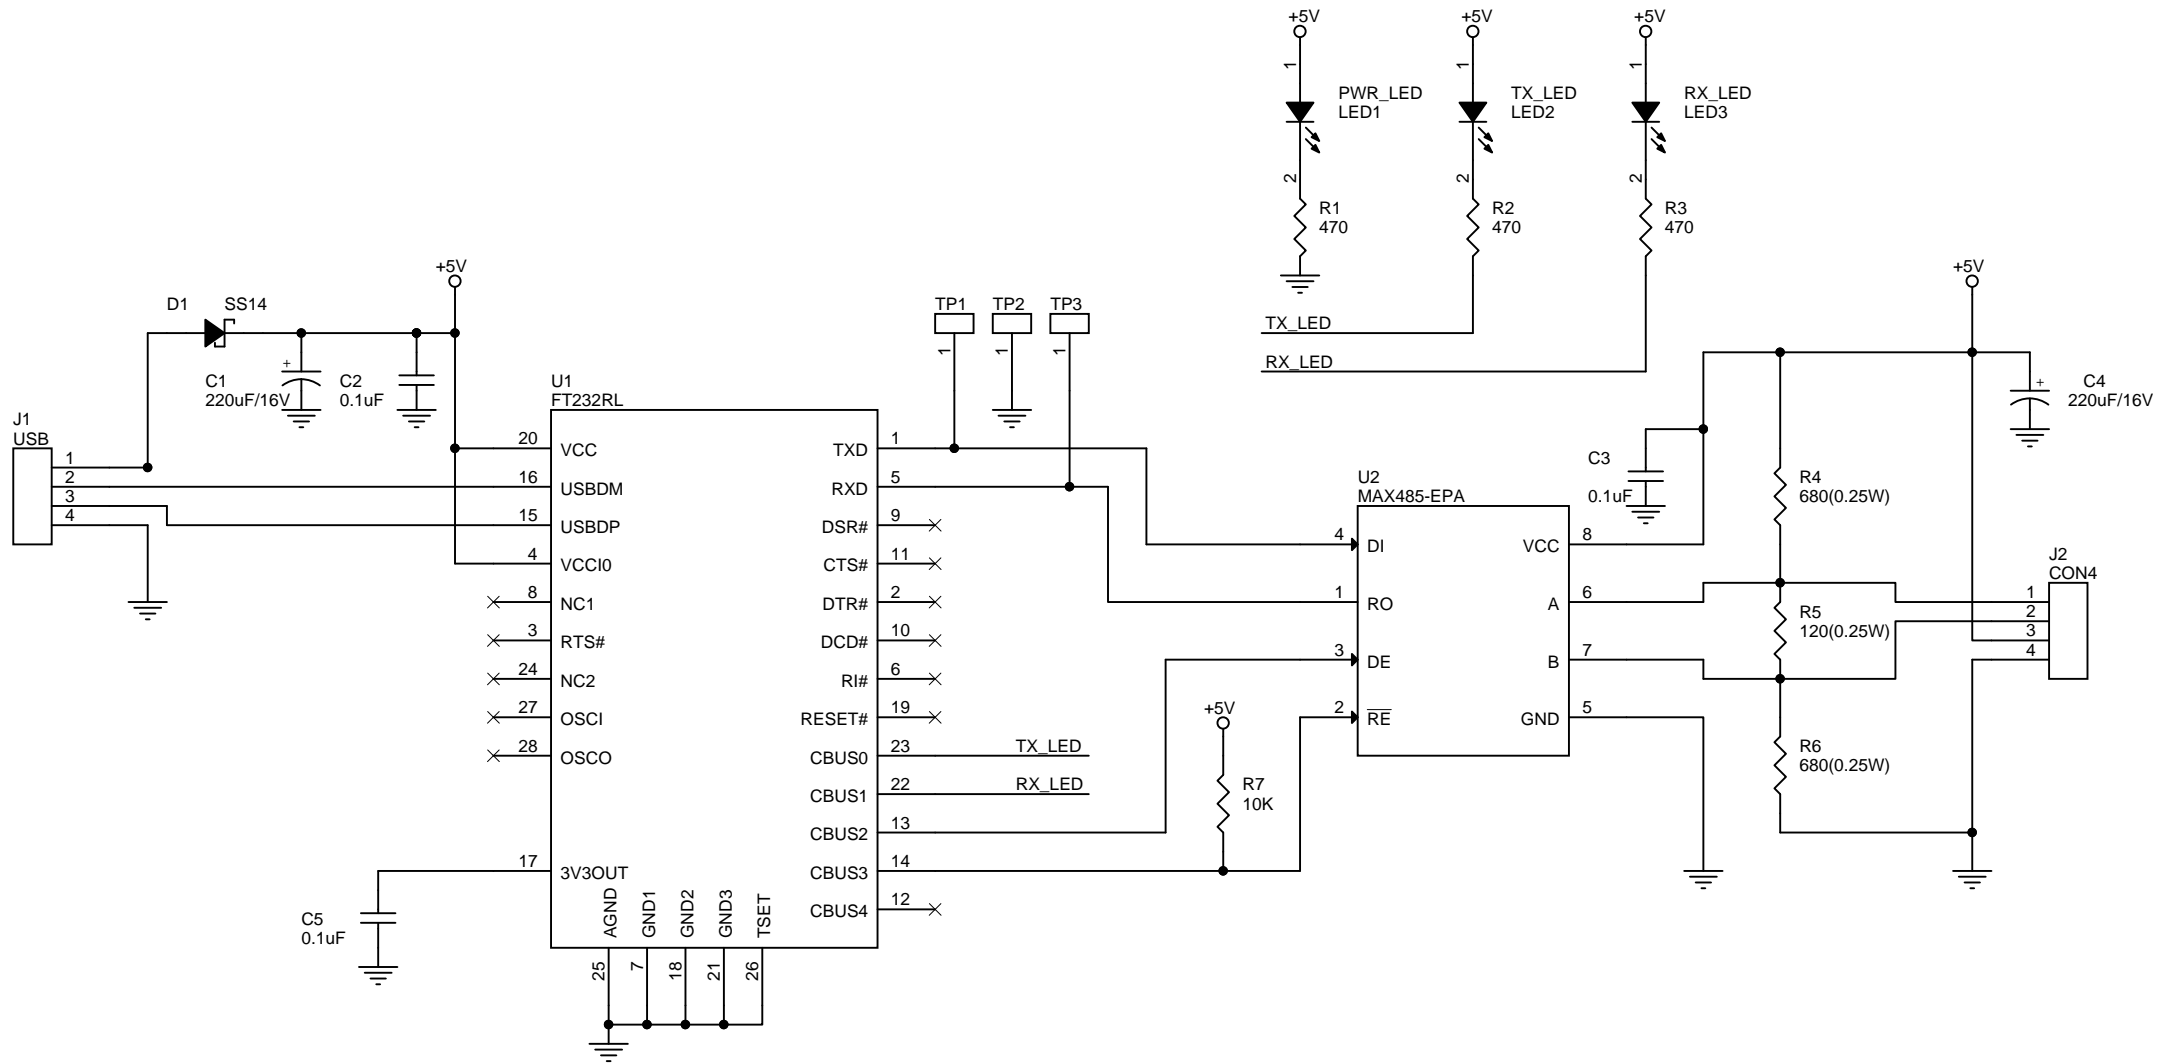 +5V
+5V
+5V
1
1
1
PWR_LED
LED1
TX_LED
LED2
RX_LED
LED3
2
2
2
R1
470
R2
470
R3
470
TX_LED
RX_LED
+5V
D1
SS14
+
C1
220uF/16V
C2
0.1uF
J1
USB
1
2
3
4
U1
FT232RL
20
VCC
16
USBDM
15
USBDP
4
VCCI0
8
NC1
3
RTS#
24
NC2
27
OSCI
28
OSCO
17
3V3OUT
C5
0.1uF
AGND
GND1
GND2
GND3
TSET
25
7
18
21
26
TXD
1
RXD
5
DSR#
9
CTS#
11
DTR#
2
DCD#
10
RI#
6
RESET#
19
CBUS0
23
TX_LED
CBUS1
22
RX_LED
CBUS2
13
CBUS3
14
CBUS4
12
TP1
TP2
TP3
1
1
1
+5V
R7
10K
U2
MAX485-EPA
4
DI
1
RO
3
DE
2
RE
VCC
8
A
6
B
7
GND
5
C3
0.1uF
+5V
+
C4
220uF/16V
R4
680(0.25W)
R5
120(0.25W)
R6
680(0.25W)
J2
CON4
1
2
3
4